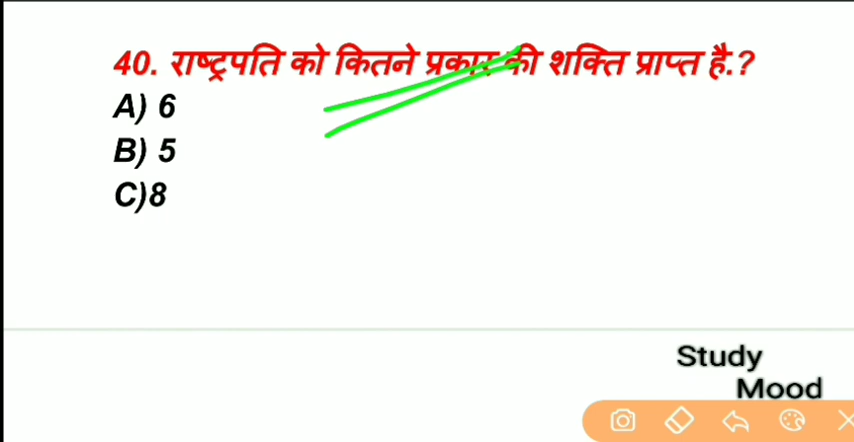 40. राष्ट्रपति को कितने प्रकार की शक्ति प्राप्त है.?
A) 6
B) 5
C)8
Study
Mood